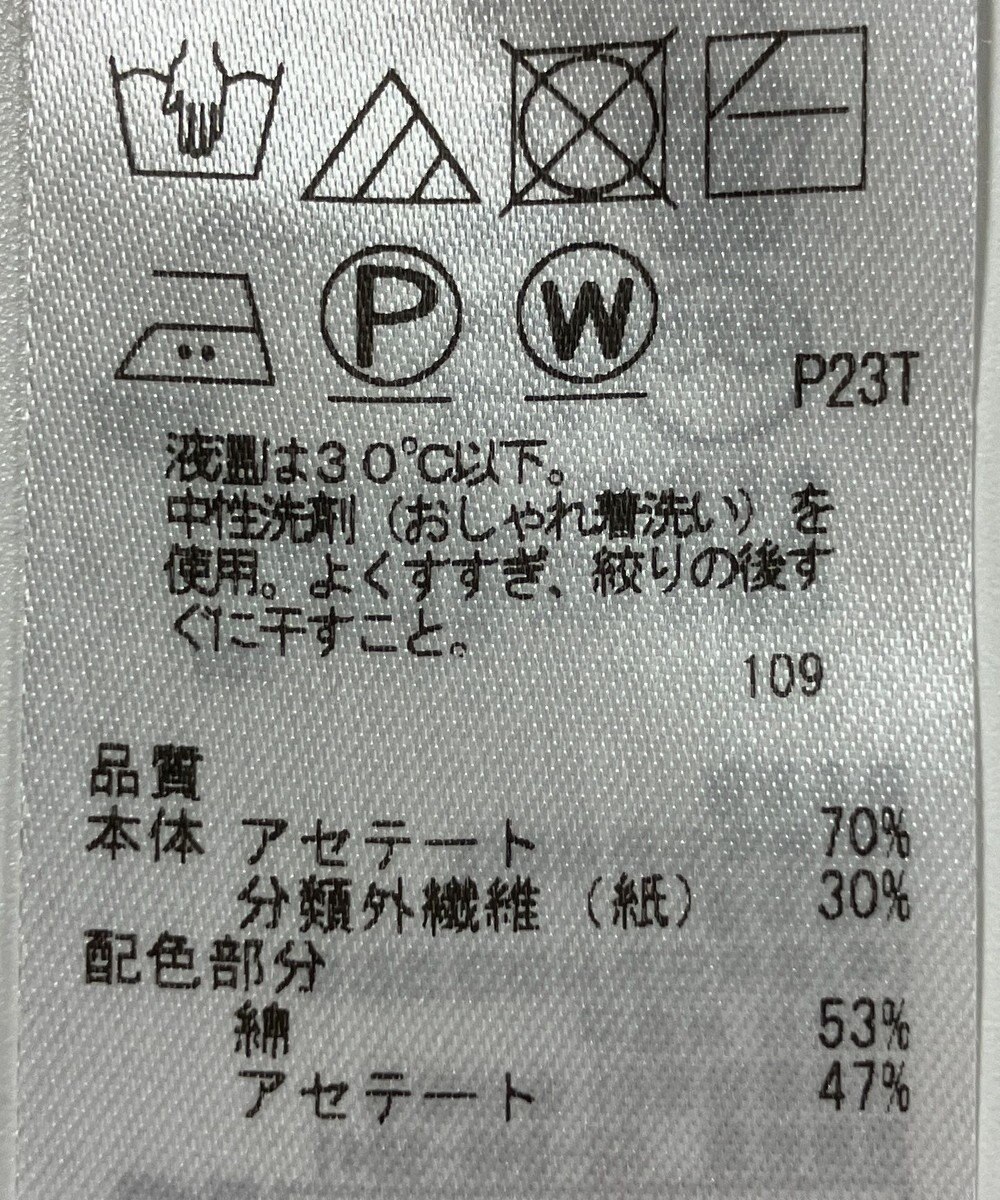 P W
P23T
液温は30℃以下。
中性洗剤（おしゃれ着洗い）を
使用。よくすすぎ、絞りの後す
ぐに干すこと。
109
品質
本体 アセテート 70%
分類外繊維（紙） 30%
配色部分
綿 53%
アセテート 47%